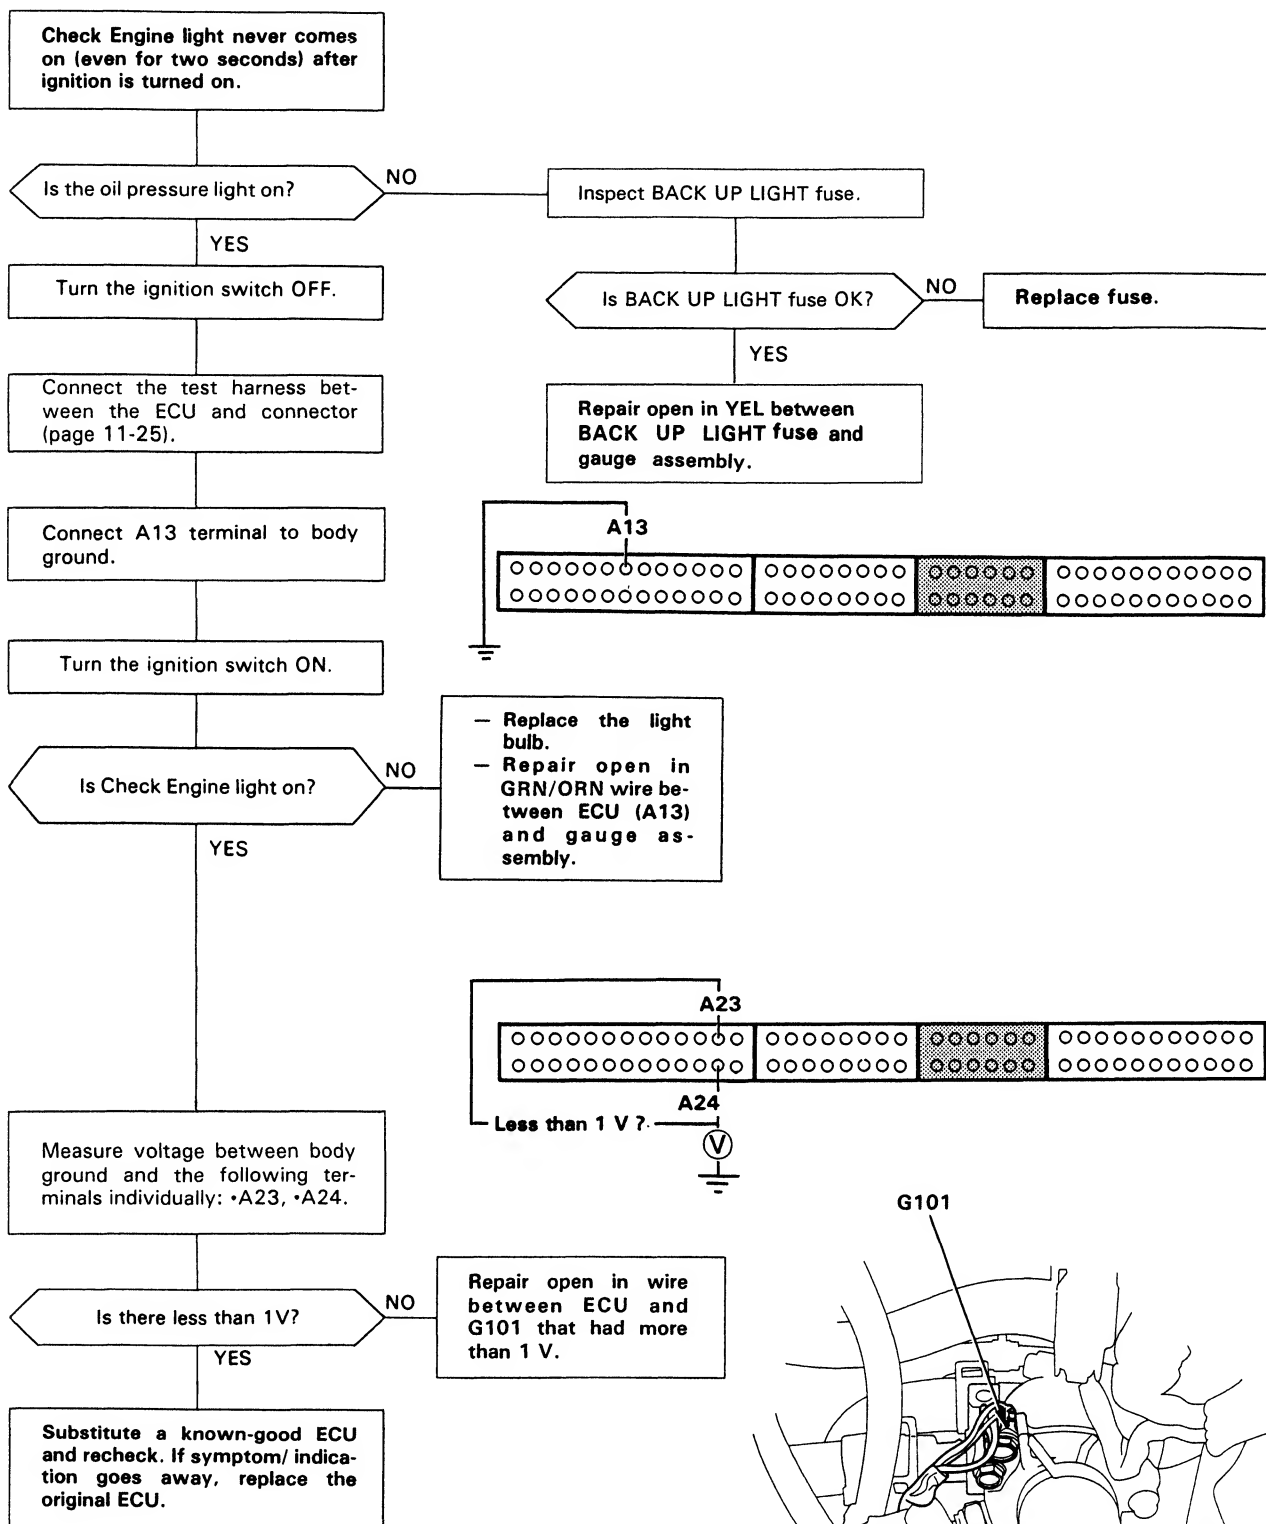 Check Engine light never comes
on (even for two seconds) after
ignition is turned on.
Is the oil pressure light on?
NO
Inspect BACK UP LIGHT fuse.
YES
Turn the ignition switch OFF.
Is BACK UP LIGHT fuse OK?
NO
Replace fuse.
YES
Connect the test harness bet-
ween the ECU and connector
(page 11-25).
Repair open in YEL between
BACK UP LIGHT fuse and
gauge assembly.
Connect A13 terminal to body
ground.
A13
Turn the ignition switch ON.
Is Check Engine light on?
NO
— Replace the light
bulb.
— Repair open in
GRN/ORN wire be-
tween ECU (A13)
and gauge as-
sembly.
YES
A23
A24
Less than 1 V ?
V
Measure voltage between body
ground and the following ter-
minals individually: •A23, •A24.
G101
Is there less than 1V?
NO
Repair open in wire
between ECU and
G101 that had more
than 1 V.
YES
Substitute a known-good ECU
and recheck. If symptom/ indica-
tion goes away, replace the
original ECU.